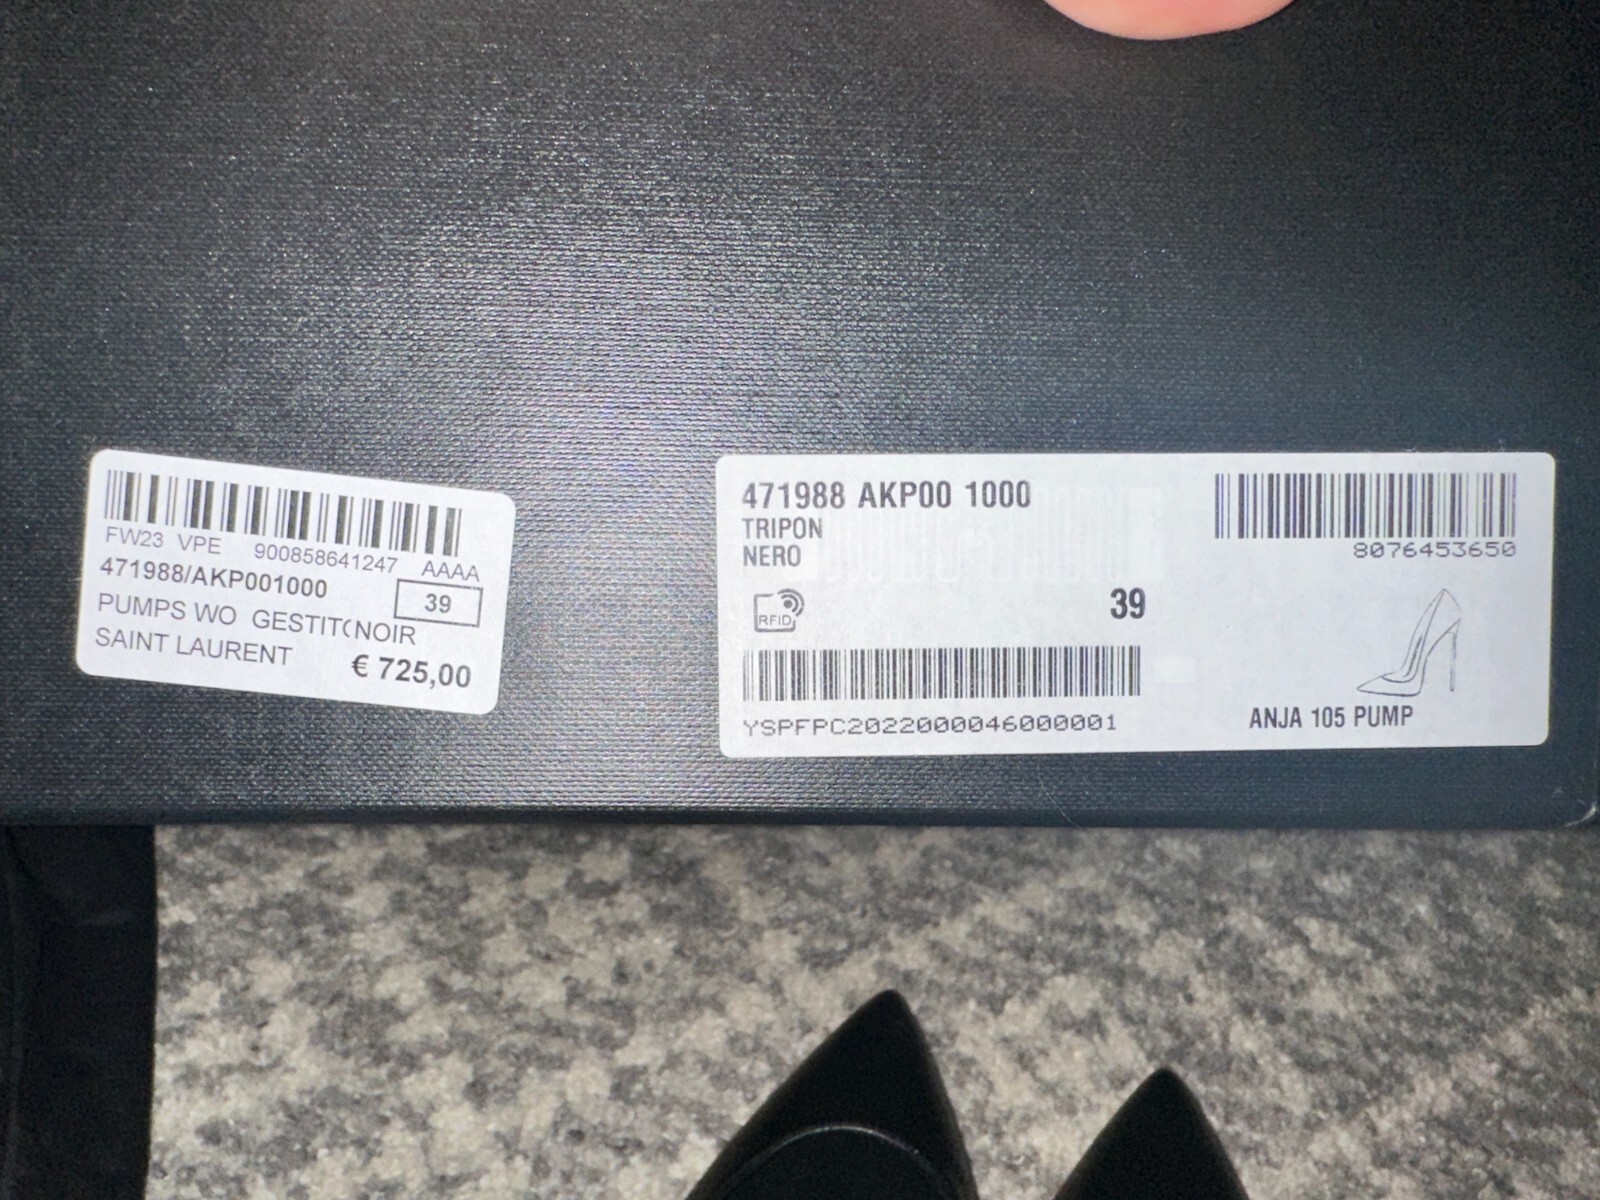 FW23 VPE 900858641247 AAAA
471988/AKP001000 39
PUMPS WO GESTIT(NOIR
SAINT LAURENT € 725,00
471988 AKP00 1000
TRIPON
NERO
8076453650
RFID
39
YSPFPC2022000046000001
ANJA 105 PUMP